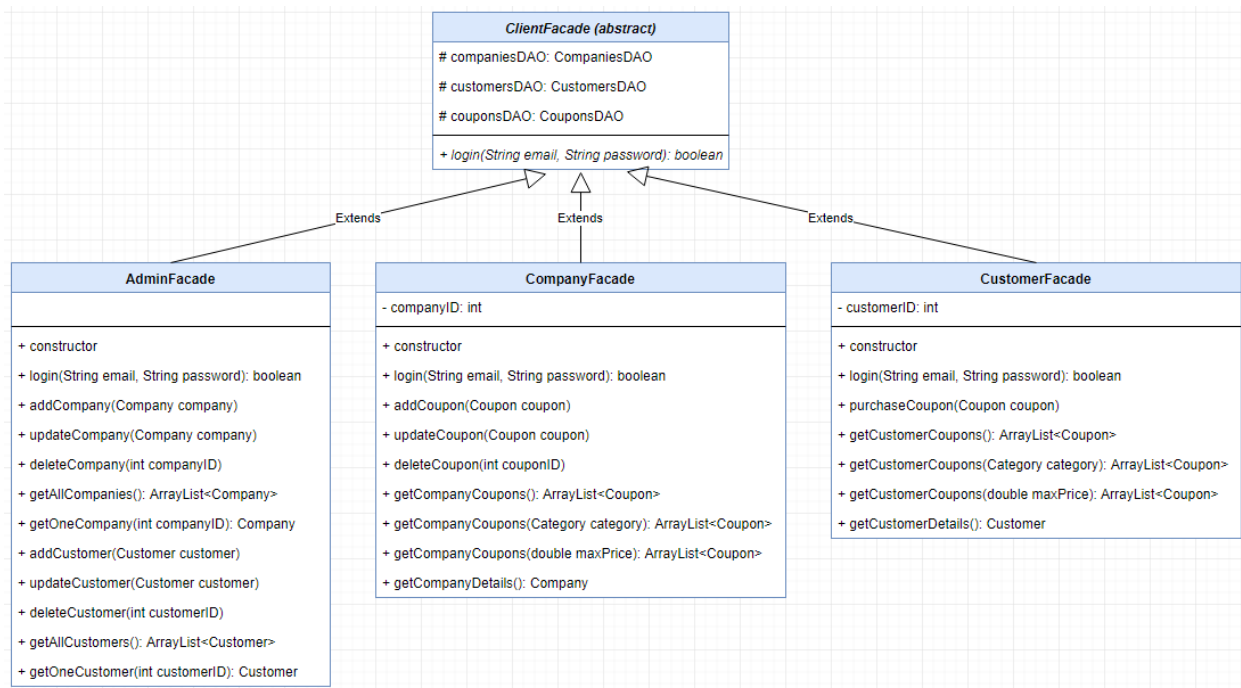 ClientFacade (abstract)
# companiesDAO: CompaniesDAO
# customersDAO: CustomersDAO
# couponsDAO: CouponsDAO
+ login(String email, String password): boolean
Extends
Extends
Extends
AdminFacade
+ constructor
+ login(String email, String password): boolean
+ addCompany(Company company)
+ updateCompany(Company company)
+ deleteCompany(int companyID)
+ getAllCompanies(): ArrayList<Company>
+ getOneCompany(int companyID): Company
+ addCustomer(Customer customer)
+ updateCustomer(Customer customer)
+ deleteCustomer(int customerID)
+ getAllCustomers(): ArrayList<Customer>
+ getOneCustomer(int customerID): Customer
CompanyFacade
- companyID: int
+ constructor
+ login(String email, String password): boolean
+ addCoupon(Coupon coupon)
+ updateCoupon(Coupon coupon)
+ deleteCoupon(int couponID)
+ getCompanyCoupons(): ArrayList<Coupon>
+ getCompanyCoupons(Category category): ArrayList<Coupon>
+ getCompanyCoupons(double maxPrice): ArrayList<Coupon>
+ getCompanyDetails(): Company
CustomerFacade
- customerID: int
+ constructor
+ login(String email, String password): boolean
+ purchaseCoupon(Coupon coupon)
+ getCustomerCoupons(): ArrayList<Coupon>
+ getCustomerCoupons(Category category): ArrayList<Coupon>
+ getCustomerCoupons(double maxPrice): ArrayList<Coupon>
+ getCustomerDetails(): Customer